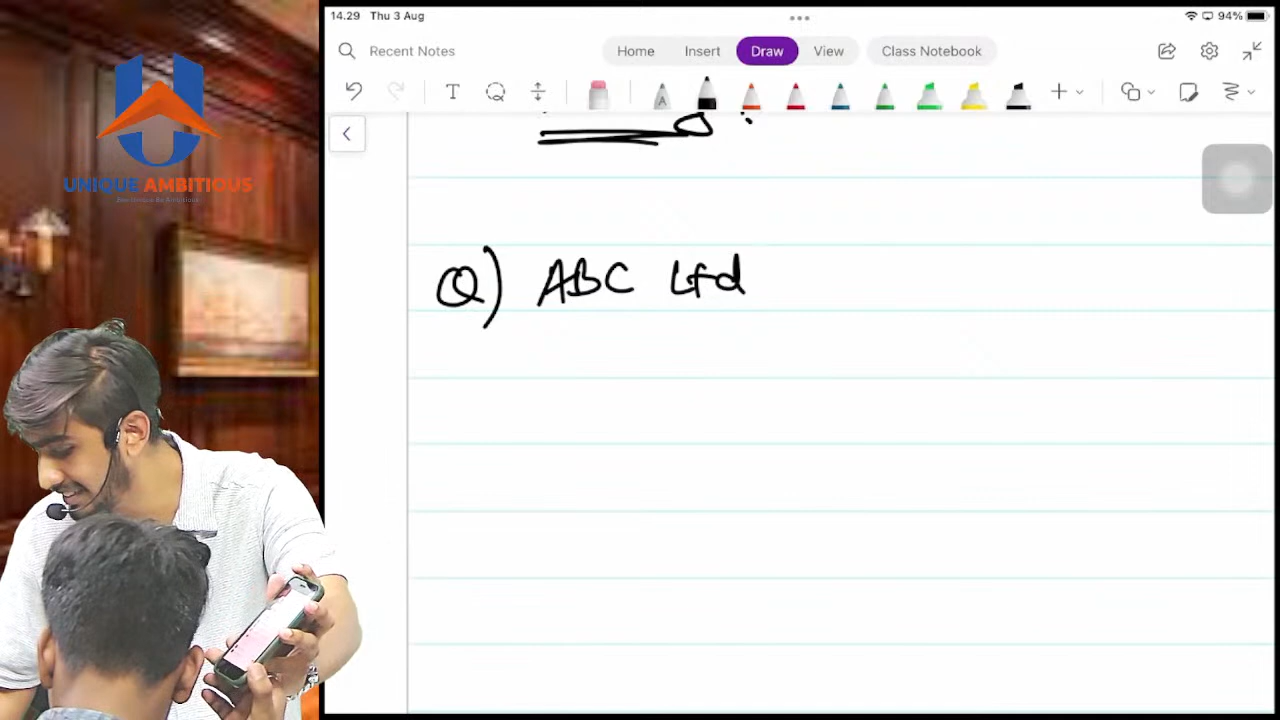 14.29 Thu 3 Aug
94%
Recent Notes
Home Insert Draw View Class Notebook
UNIQUE AMBITIOUS
Q) ABC Ltd